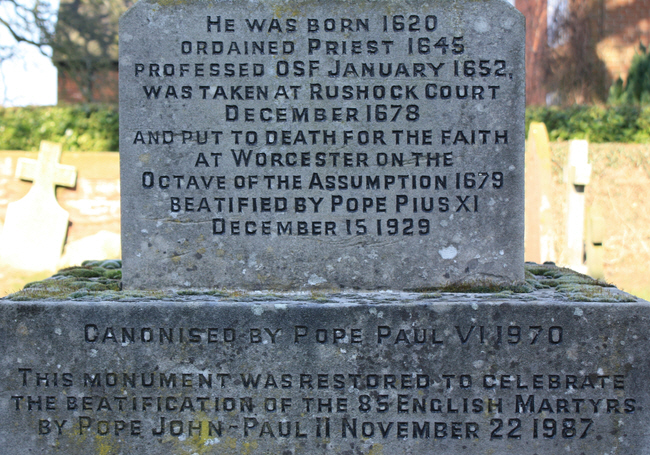 HE WAS BORN 1620
ORDAINED PRIEST 1645
PROFESSED OSF JANUARY 1652,
WAS TAKEN AT RUSHOCK COURT
DECEMBER 1678
AND PUT TO DEATH FOR THE FAITH
AT WORCESTER ON THE
OCTAVE OF THE ASSUMPTION 1679
BEATIFIED BY POPE PIUS XI
DECEMBER 15 1929
CANONISED BY POPE PAUL VI 1970
THIS MONUMENT WAS RESTORED TO CELEBRATE
THE BEATIFICATION OF THE 85 ENGLISH MARTYRS
BY POPE JOHN-PAUL II NOVEMBER 22 1987